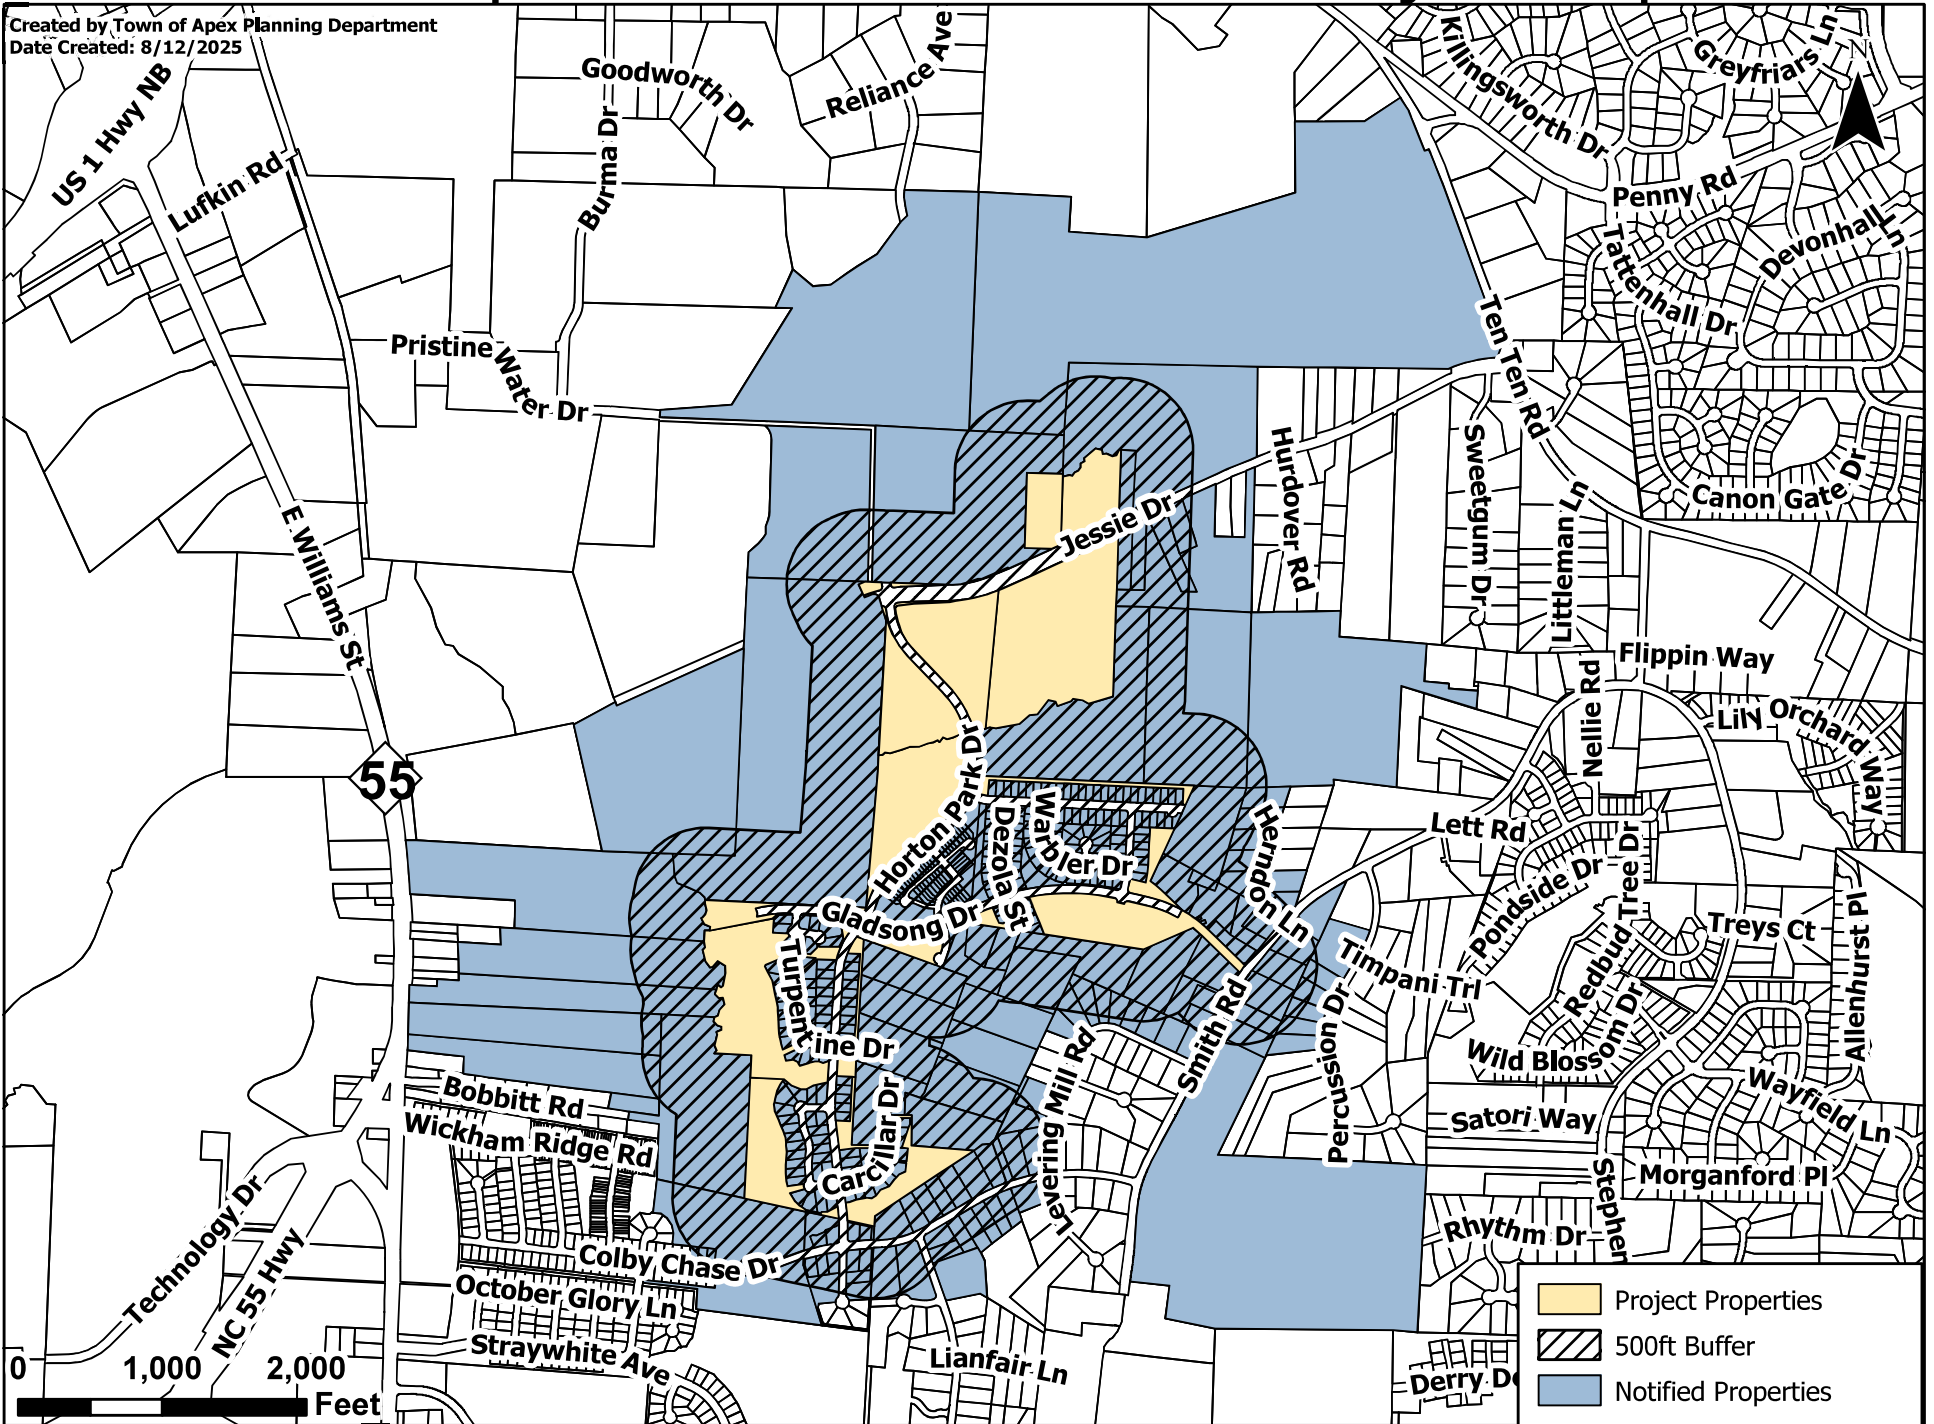 Created by Town of Apex Planning Department
Date Created: 8/12/2025
N
US 1 Hwy NB
Lufkin Rd
Goodworth Dr
Burma Dr
Reliance Ave
Killingsworth Dr
Greyfriars Ln
Penny Rd
Devonhall Ln
Tattenhall Dr
Ten Ten Rd
Pristine Water Dr
E Williams St
Hurdover Rd
Sweetgum Dr
Littleman Ln
Canon Gate Dr
Jessie Dr
Flippin Way
Nellie Rd
Lily Orchard Way
55
Horton Park Dr
Dezola St
Warbler Dr
Herndon Ln
Lett Rd
Pondside Dr
Redbud Tree Dr
Treys Ct
Allenhurst Pl
Gladsong Dr
Turpentine Dr
Timpani Trl
Percussion Dr
Smith Rd
Levering Mill Rd
Wild Blossom Dr
Wayfield Ln
Satori Way
Morganford Pl
Stephen
Rhythm Dr
Bobbitt Rd
Wickham Ridge Rd
Carcillar Dr
Colby Chase Dr
October Glory Ln
Straywhite Ave
Lianfair Ln
Technology Dr
NC 55 Hwy
Derry D
0 1,000 2,000
Feet
Project Properties
500ft Buffer
Notified Properties